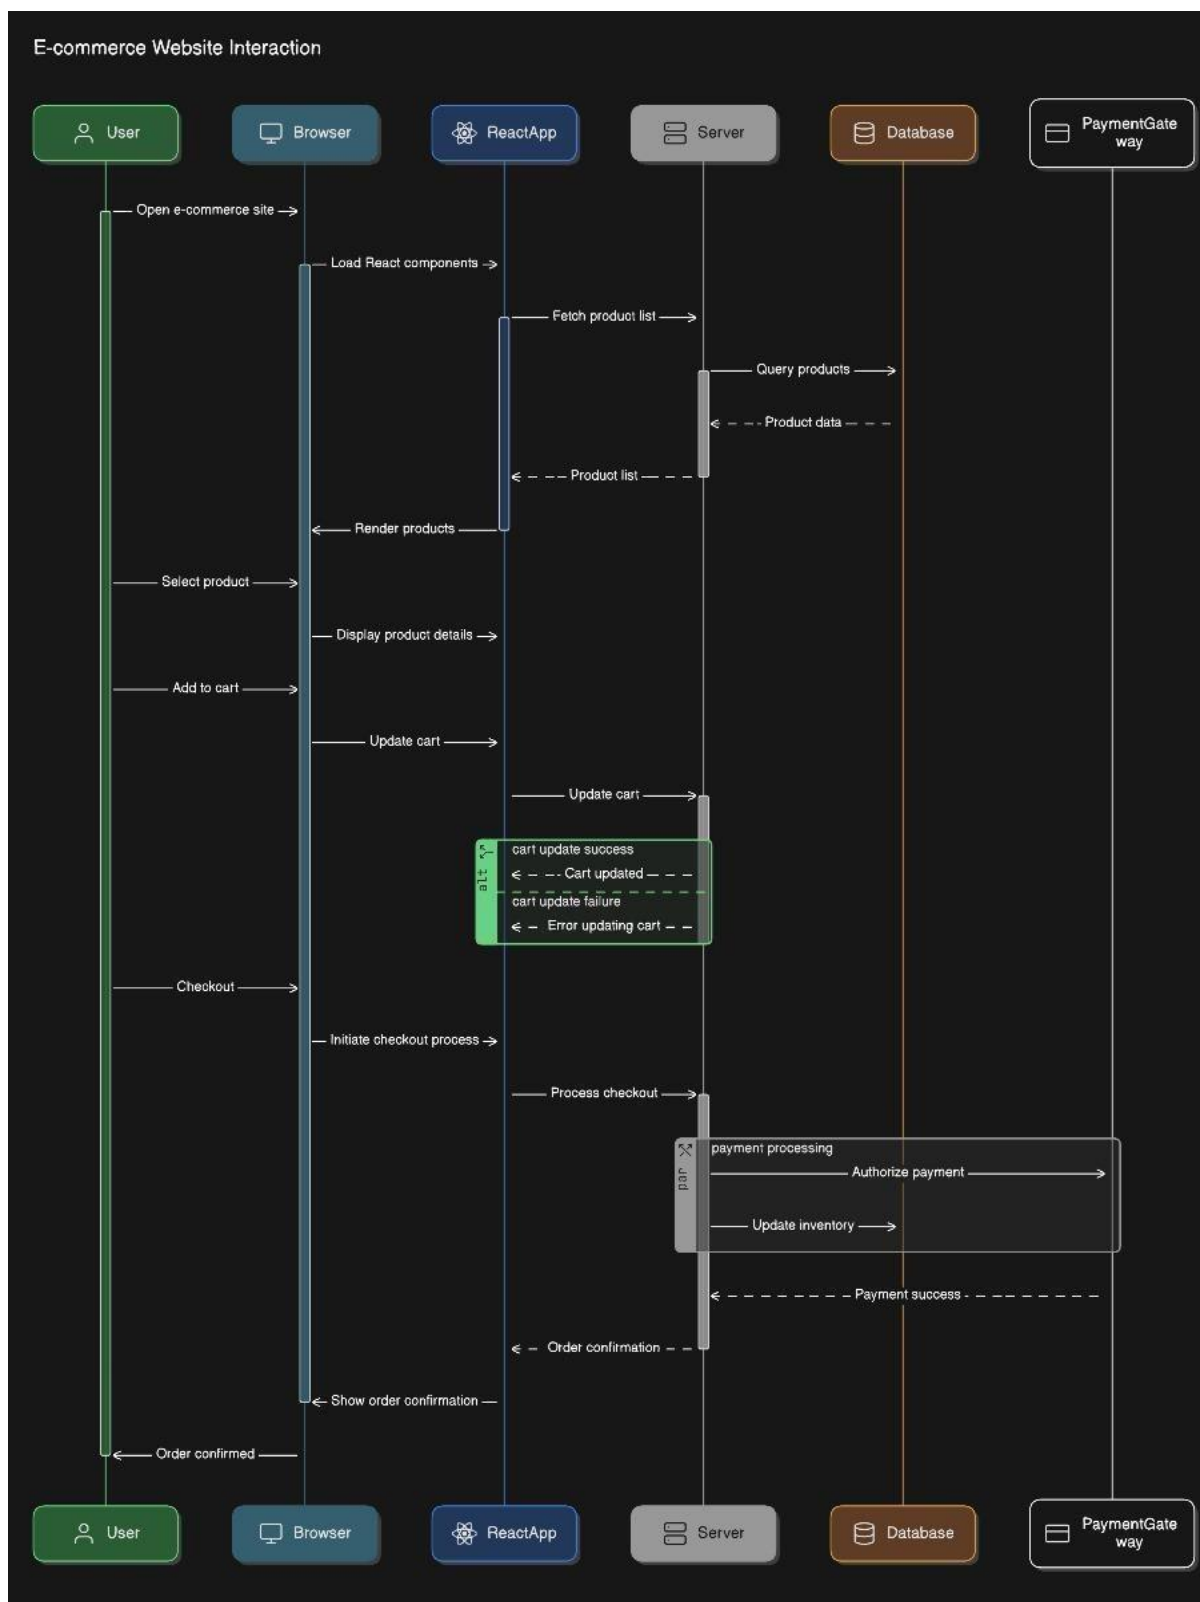 E-commerce Website Interaction
User
Browser
ReactApp
Server
Database
PaymentGate
way
Open e-commerce site
Load React components
Fetch product list
Query products
Product data
Product list
Render products
Select product
Display product details
Add to cart
Update cart
Update cart
alt
cart update success
Cart updated
cart update failure
Error updating cart
Checkout
Initiate checkout process
Process checkout
par
payment processing
Authorize payment
Update inventory
Payment success
Order confirmation
Show order confirmation
Order confirmed
User
Browser
ReactApp
Server
Database
PaymentGate
way